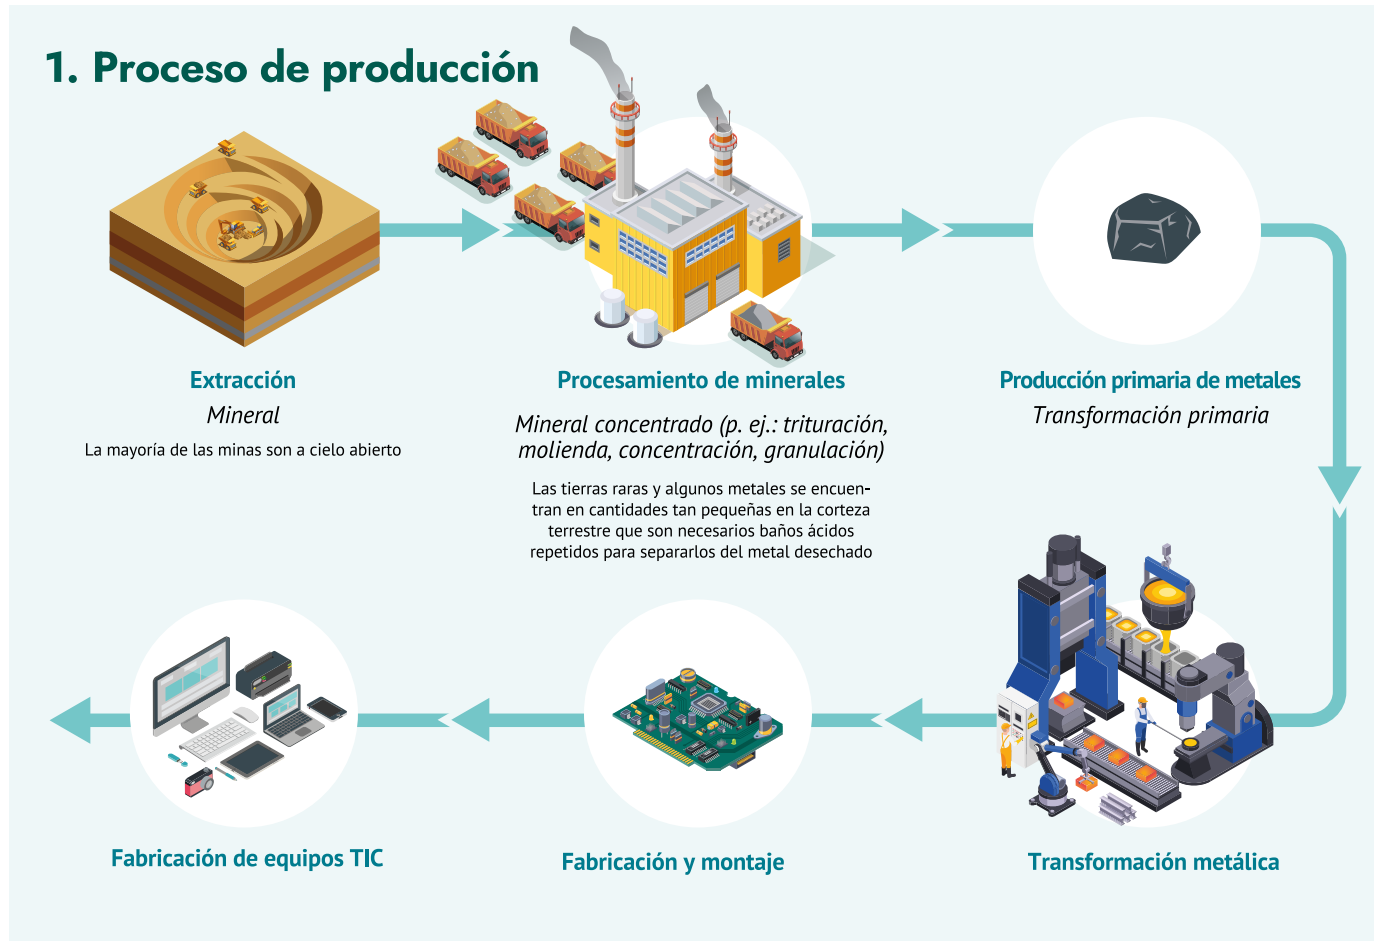 1. Proceso de producción
Extracción
Mineral
La mayoría de las minas son a cielo abierto
Procesamiento de minerales
Mineral concentrado (p. ej.: trituración,
molienda, concentración, granulación)
Las tierras raras y algunos metales se encuen-
tran en cantidades tan pequeñas en la corteza
terrestre que son necesarios baños ácidos
repetidos para separarlos del metal desechado
Producción primaria de metales
Transformación primaria
Fabricación de equipos TIC
Fabricación y montaje
Transformación metálica